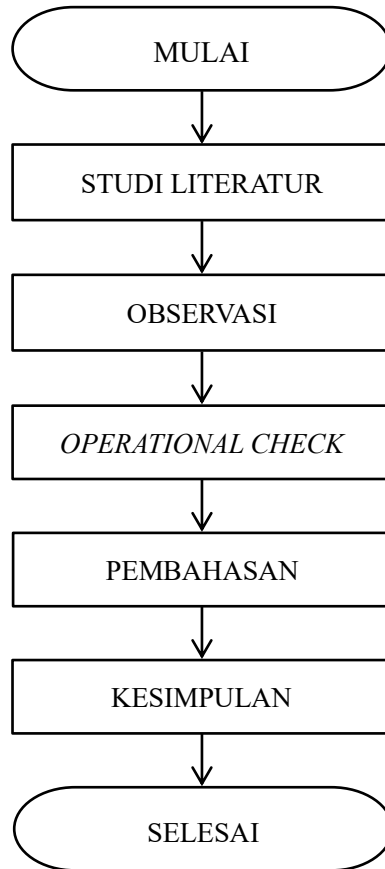 MULAI
STUDI LITERATUR
OBSERVASI
OPERATIONAL CHECK
PEMBAHASAN
KESIMPULAN
SELESAI